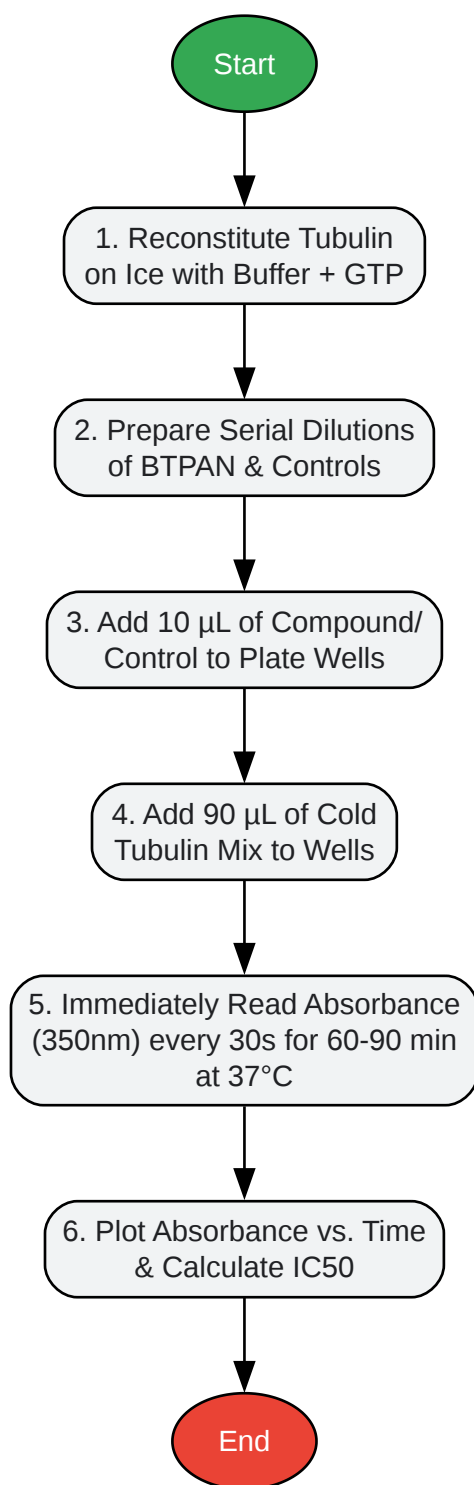 Start
1. Reconstitute Tubulin
on Ice with Buffer + GTP
2. Prepare Serial Dilutions
of BTPAN & Controls
3. Add 10 µL of Compound/
Control to Plate Wells
4. Add 90 µL of Cold
Tubulin Mix to Wells
5. Immediately Read Absorbance
(350nm) every 30s for 60-90 min
at 37°C
6. Plot Absorbance vs. Time
& Calculate IC50
End